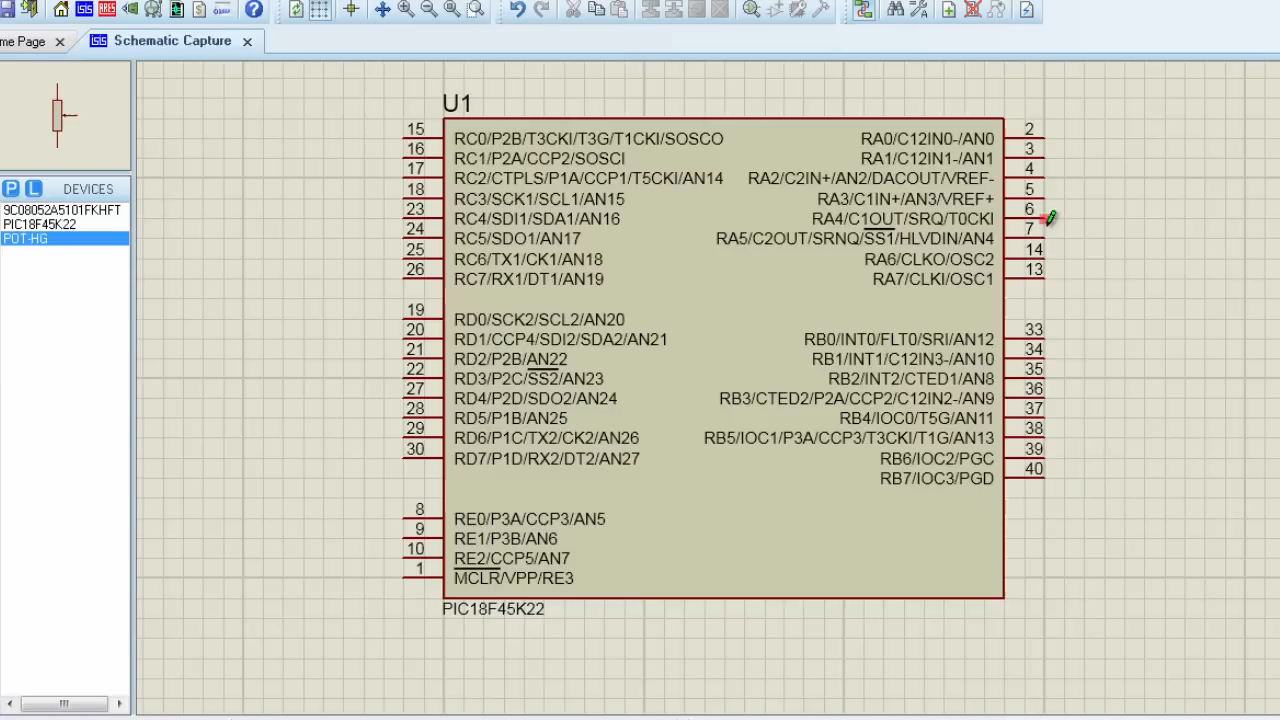 me Page
Schematic Capture
P L DEVICES
9C08052A5101FKHFT
PIC18F45K22
POT-HG
U1
15 RC0/P2B/T3CKI/T3G/T1CKI/SOSCO
16 RC1/P2A/CCP2/SOSCI
17 RC2/CTPLS/P1A/CCP1/T5CKI/AN14
18 RC3/SCK1/SCL1/AN15
23 RC4/SDI1/SDA1/AN16
24 RC5/SDO1/AN17
25 RC6/TX1/CK1/AN18
26 RC7/RX1/DT1/AN19
19 RD0/SCK2/SCL2/AN20
20 RD1/CCP4/SDI2/SDA2/AN21
21 RD2/P2B/AN22
22 RD3/P2C/SS2/AN23
27 RD4/P2D/SDO2/AN24
28 RD5/P1B/AN25
29 RD6/P1C/TX2/CK2/AN26
30 RD7/P1D/RX2/DT2/AN27
8 RE0/P3A/CCP3/AN5
9 RE1/P3B/AN6
10 RE2/CCP5/AN7
1 MCLR/VPP/RE3
RA0/C12IN0-/AN0 2
RA1/C12IN1-/AN1 3
RA2/C2IN+/AN2/DACOUT/VREF- 4
RA3/C1IN+/AN3/VREF+ 5
RA4/C1OUT/SRQ/T0CKI 6
RA5/C2OUT/SRNQ/SS1/HLVDIN/AN4 7
RA6/CLKO/OSC2 14
RA7/CLKI/OSC1 13
RB0/INT0/FLT0/SRI/AN12 33
RB1/INT1/C12IN3-/AN10 34
RB2/INT2/CTED1/AN8 35
RB3/CTED2/P2A/CCP2/C12IN2-/AN9 36
RB4/IOC0/T5G/AN11 37
RB5/IOC1/P3A/CCP3/T3CKI/T1G/AN13 38
RB6/IOC2/PGC 39
RB7/IOC3/PGD 40
PIC18F45K22